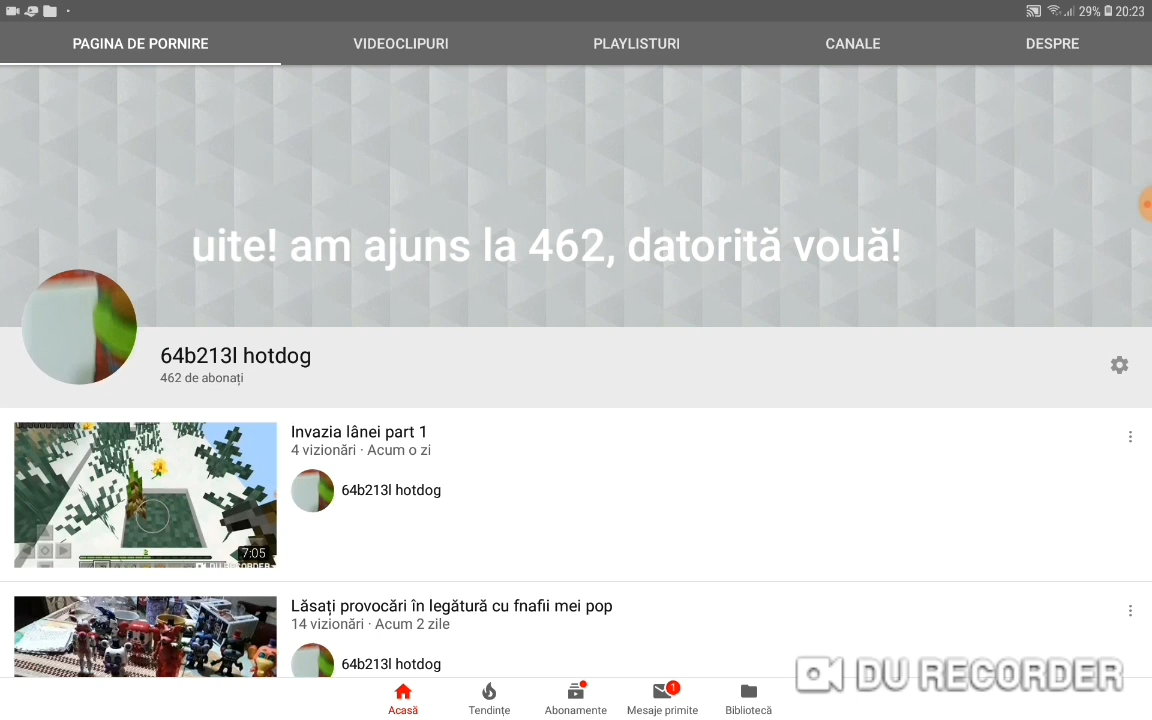 29% 20:23
PAGINA DE PORNIRE VIDEOCLIPURI PLAYLISTURI CANALE DESPRE
uite! am ajuns la 462, datorită vouă!
64b213l hotdog
462 de abonați
Invazia lânei part 1
4 vizionări · Acum o zi
64b213l hotdog
2
7:05
DU RECORDER
Lăsați provocări în legătură cu fnafii mei pop
14 vizionări · Acum 2 zile
64b213l hotdog
DU RECORDER
1
Acasă Tendințe Abonamente Mesaje primite Bibliotecă